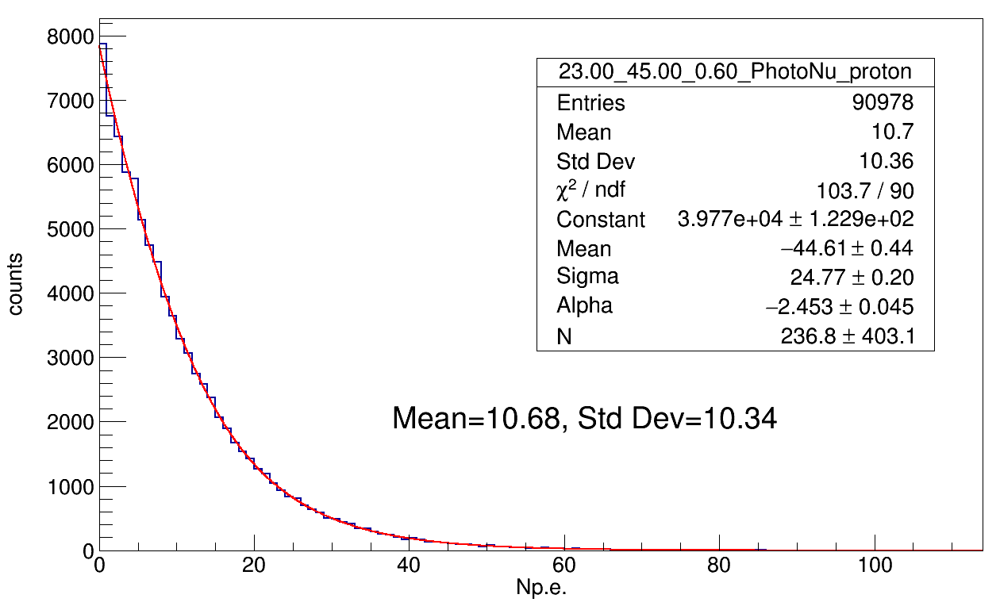 23.00_45.00_0.60_PhotoNu_proton
Entries 90978
Mean 10.7
Std Dev 10.36
χ² / ndf 103.7 / 90
Constant 3.977e+04 ± 1.229e+02
Mean −44.61 ± 0.44
Sigma 24.77 ± 0.20
Alpha −2.453 ± 0.045
N 236.8 ± 403.1
Mean=10.68, Std Dev=10.34
counts
8000
7000
6000
5000
4000
3000
2000
1000
0
0 20 40 60 80 100
Np.e.